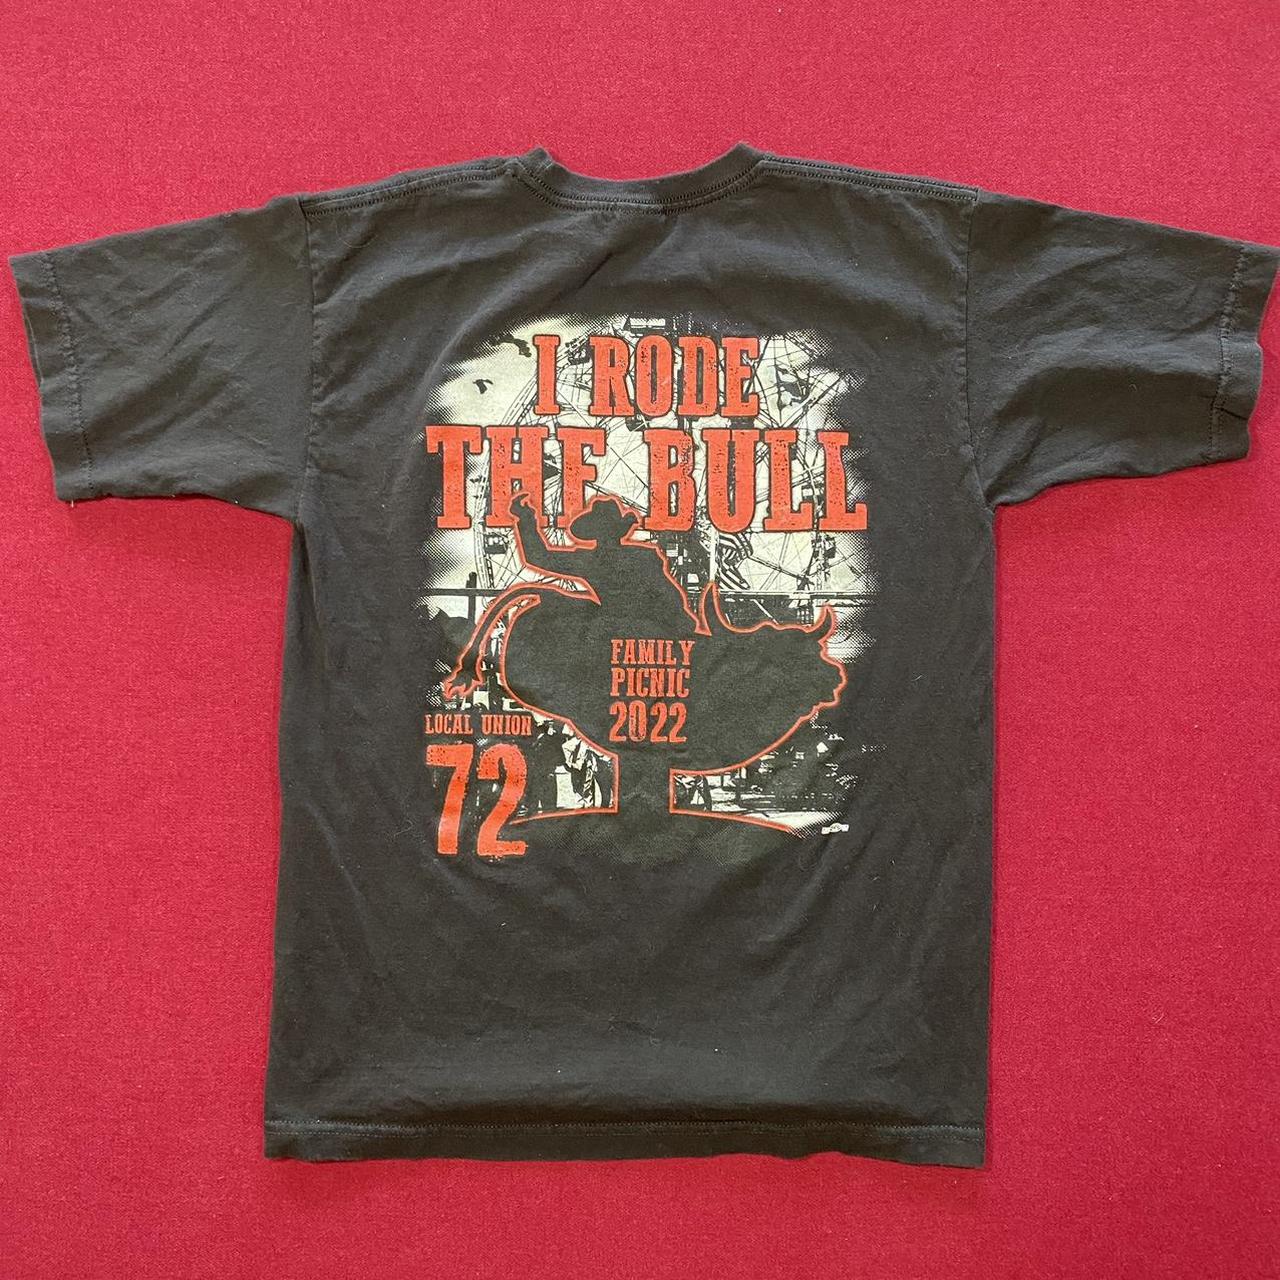 I RODE
THE BULL
FAMILY
PICNIC
2022
LOCAL UNION
72